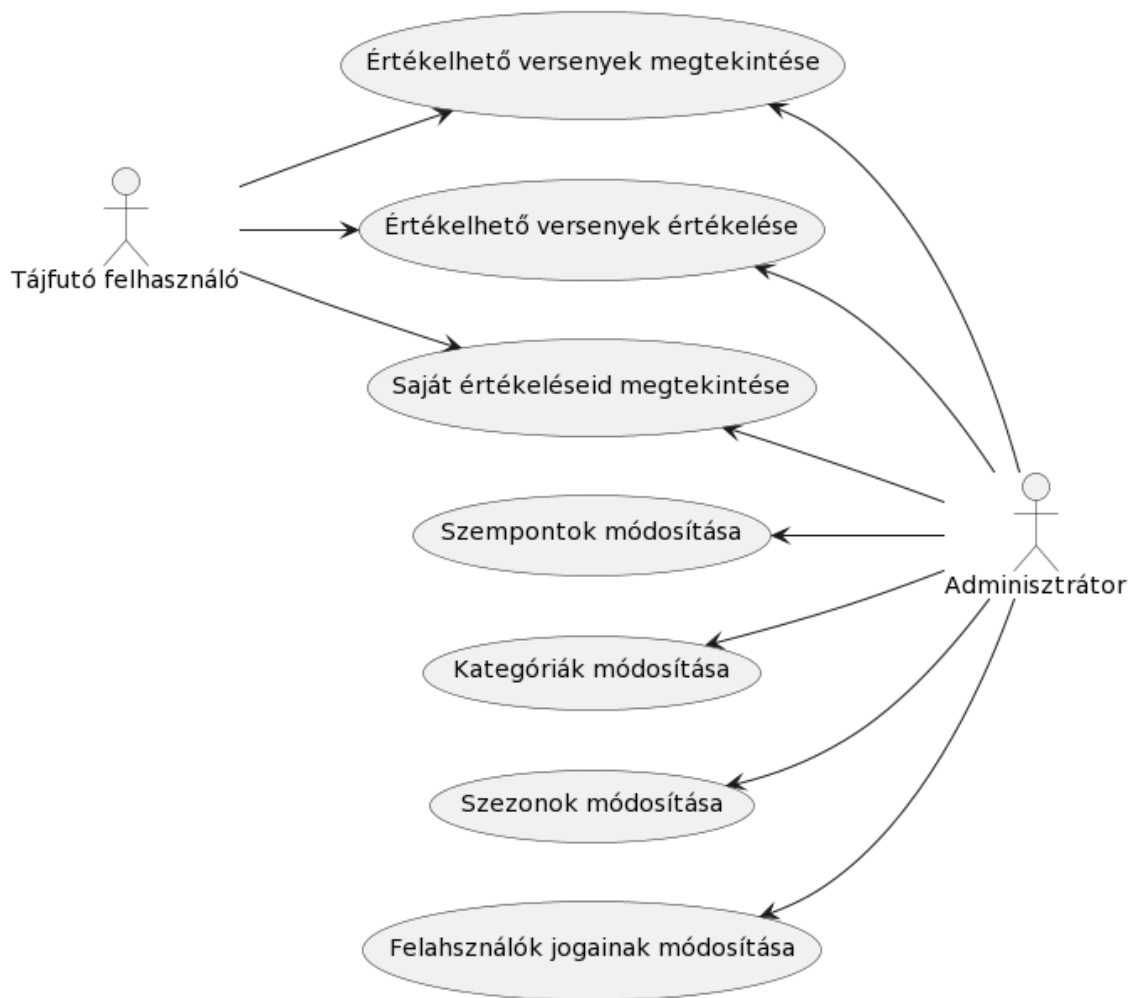 Értékelhető versenyek megtekintése
Értékelhető versenyek értékelése
Tájfutó felhasználó
Saját értékeléseid megtekintése
Szempontok módosítása
Adminisztrátor
Kategóriák módosítása
Szezonok módosítása
Felahsználók jogainak módosítása